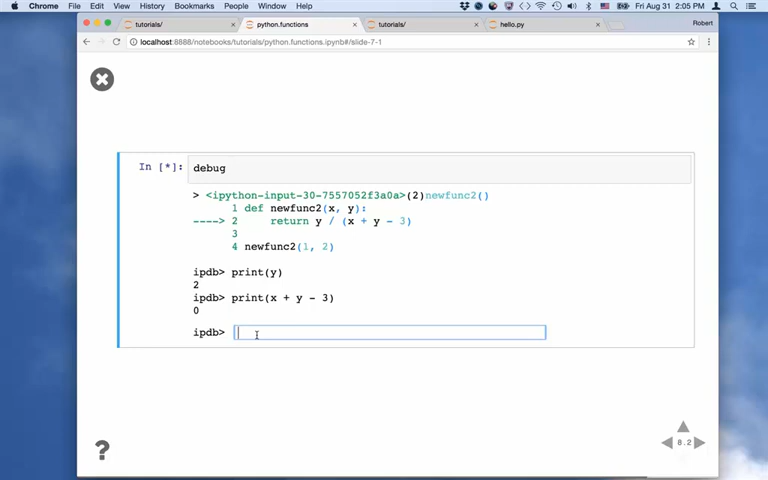 Chrome File Edit View History Bookmarks People Window Help Fri Aug 31 2:05 PM
tutorials/ python.functions tutorials/ hello.py Robert
localhost:8888/notebooks/tutorials/python.functions.ipynb#/slide-7-1
In [*]: debug
> <ipython-input-30-7557052f3a0a>(2)newfunc2()
1 def newfunc2(x, y):
----> 2 return y / (x + y - 3)
3
4 newfunc2(1, 2)
ipdb> print(y)
2
ipdb> print(x + y - 3)
0
ipdb>
?
8.2